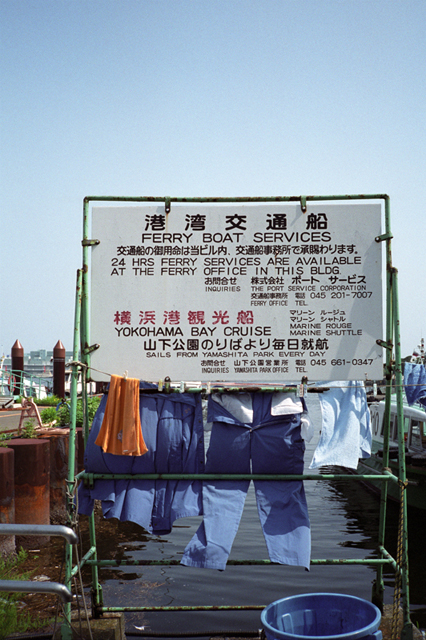 港湾交通船
FERRY BOAT SERVICES
交通船の御用命は当ビル内、交通船事務所で承賜わります。
24 HRS FERRY SERVICES ARE AVAILABLE
AT THE FERRY OFFICE IN THIS BLDG.
お問合せ 株式会社 ポート サービス
INQUIRIES THE PORT SERVICE CORPORATION
交通船事務所 電話 045 201-7007
FERRY OFFICE TEL.
横浜港観光船 マリーン ルージュ
マリーン シャトル
YOKOHAMA BAY CRUISE MARINE ROUGE
MARINE SHUTTLE
山下公園のりばより毎日就航
SAILS FROM YAMASHITA PARK EVERY DAY
お問合せ 山下公園営業所 電話 045 661-0347
INQUIRIES YAMASHITA PARK OFFICE TEL.